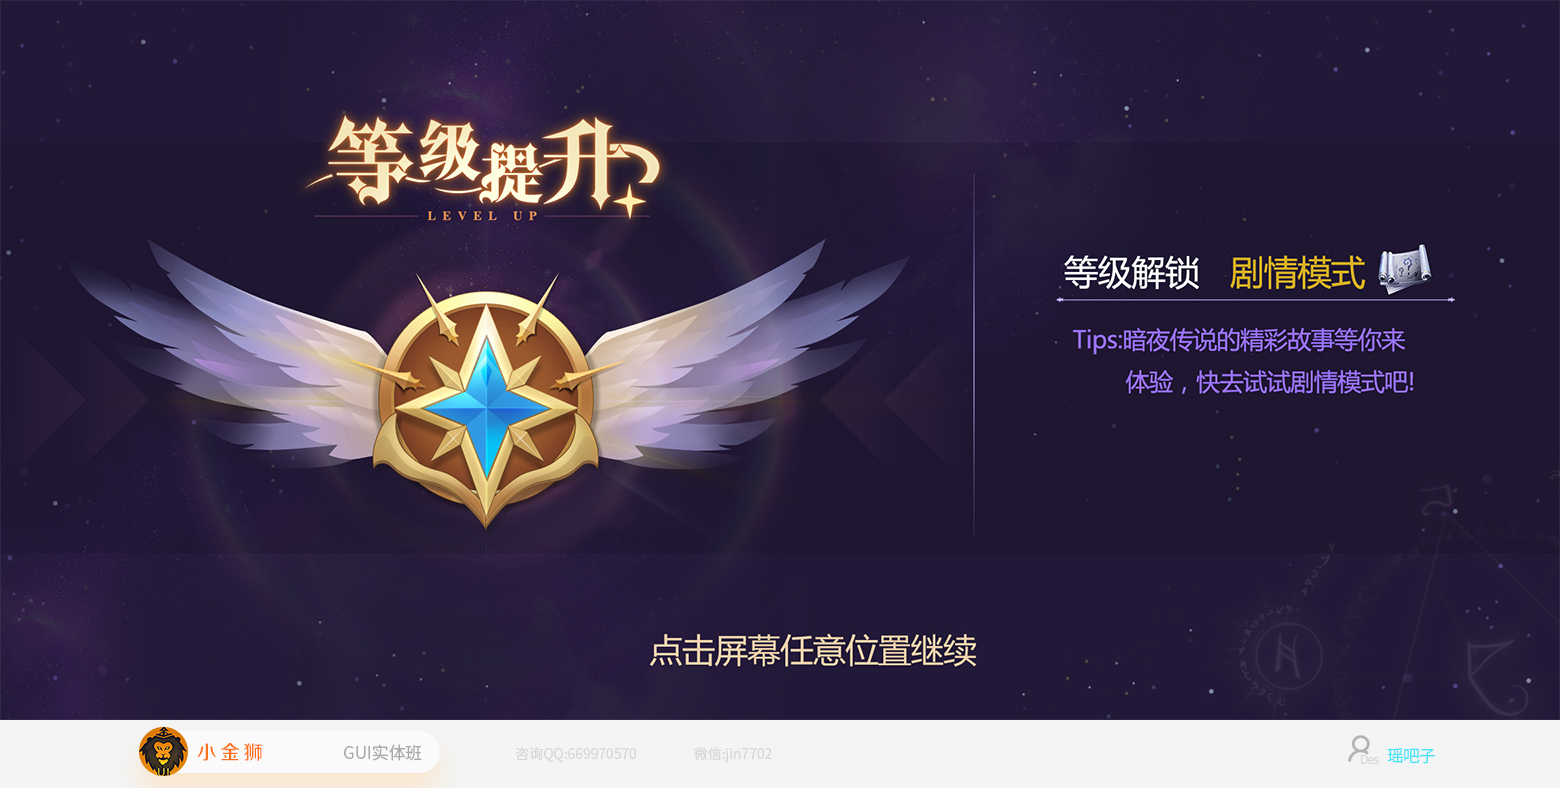 等级提升
LEVEL UP
等级解锁 剧情模式
Tips:暗夜传说的精彩故事等你来
体验，快去试试剧情模式吧!
点击屏幕任意位置继续
小金狮 GUI实体班 咨询QQ:669970570 微信:jin7702 Des 瑶吧子
UI